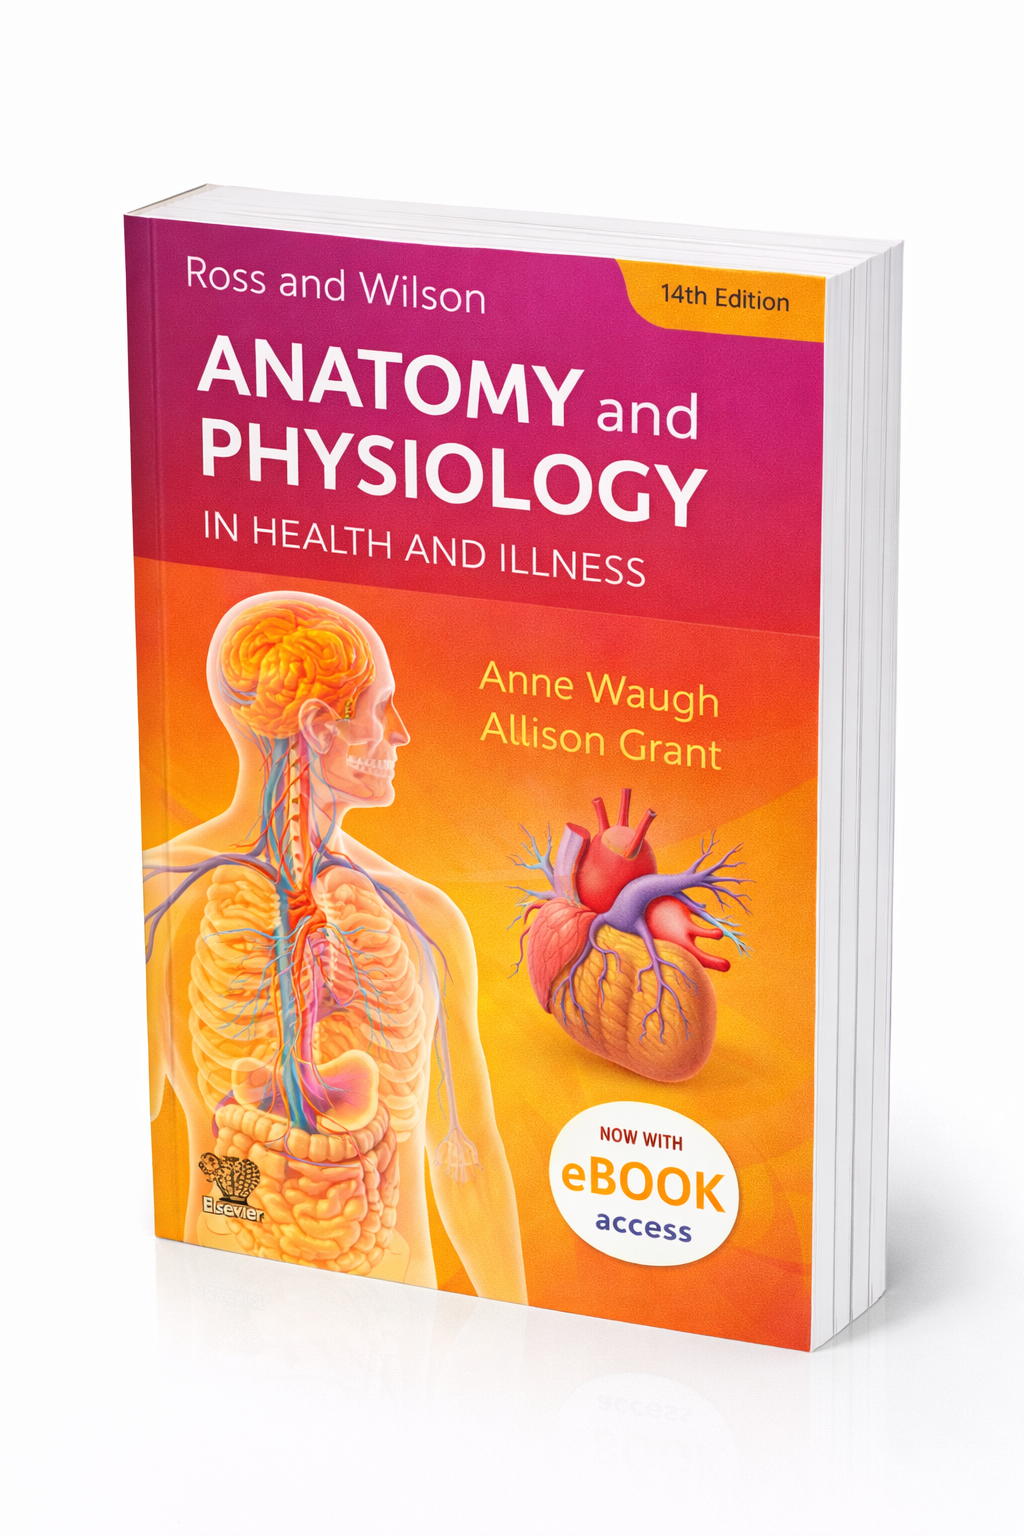 Ross and Wilson
14th Edition
ANATOMY and
PHYSIOLOGY
IN HEALTH AND ILLNESS
Anne Waugh
Allison Grant
NOW WITH
eBOOK
access
Elsevier